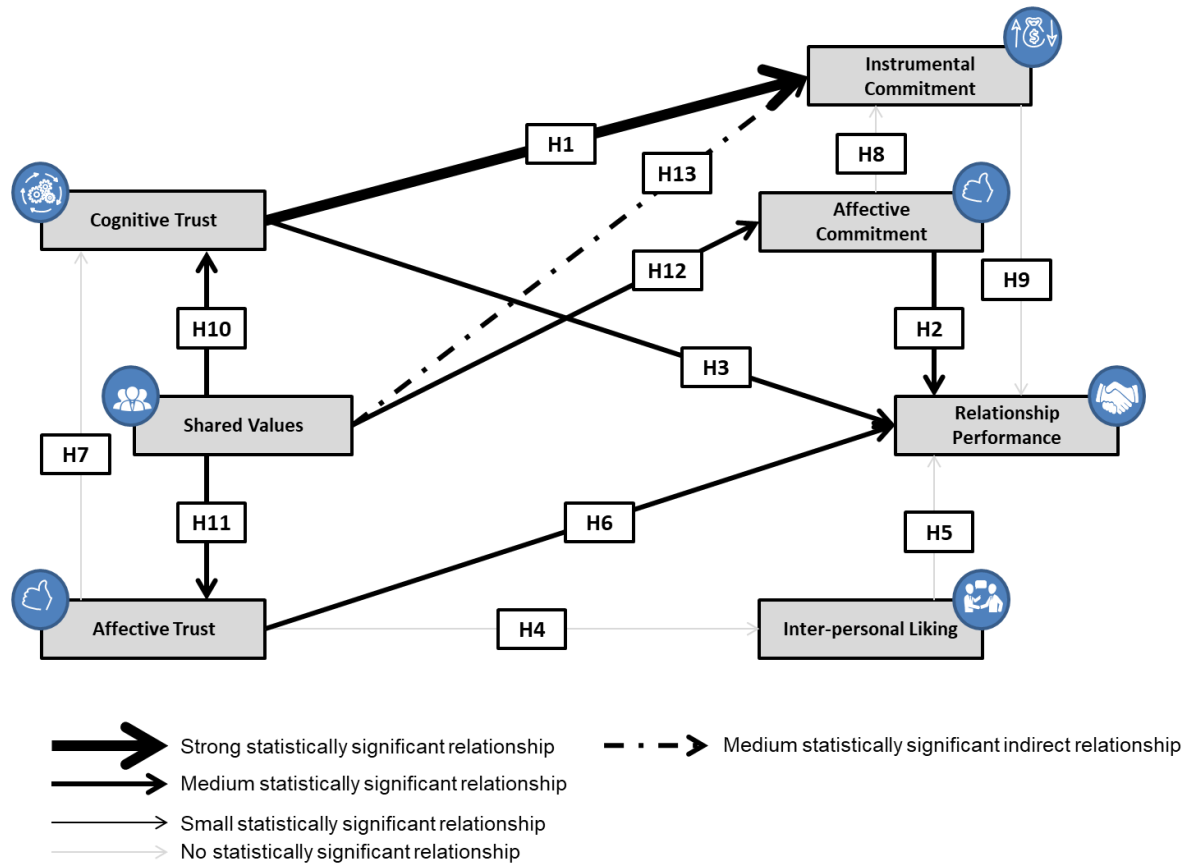 Instrumental
Commitment
H1
H8
H13
Cognitive Trust
Affective
Commitment
H12
H9
H10
H2
H3
Shared Values
Relationship
Performance
H7
H11
H6
H5
Affective Trust
H4
Inter-personal Liking
Strong statistically significant relationship
Medium statistically significant indirect relationship
Medium statistically significant relationship
Small statistically significant relationship
No statistically significant relationship